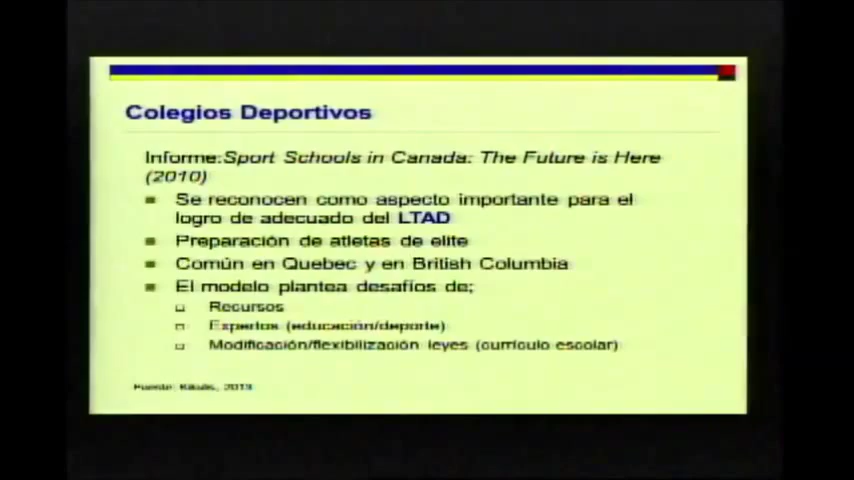 Colegios Deportivos
Informe:Sport Schools in Canada: The Future is Here
(2010)
Se reconocen como aspecto importante para el
logro de adecuado del LTAD
Preparación de atletas de elite
Común en Quebec y en British Columbia
El modelo plantea desafíos de;
Recursos
Expertos (educación/deporte)
Modificación/flexibilización leyes (currículo escolar)
Fuente: 2013